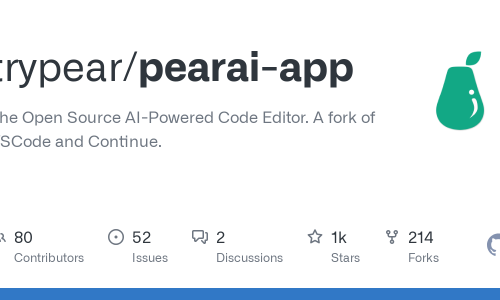 trypear/pearai-app
he Open Source AI-Powered Code Editor. A fork of
SCode and Continue.
80 52 2 1k 214
Contributors Issues Discussions Stars Forks